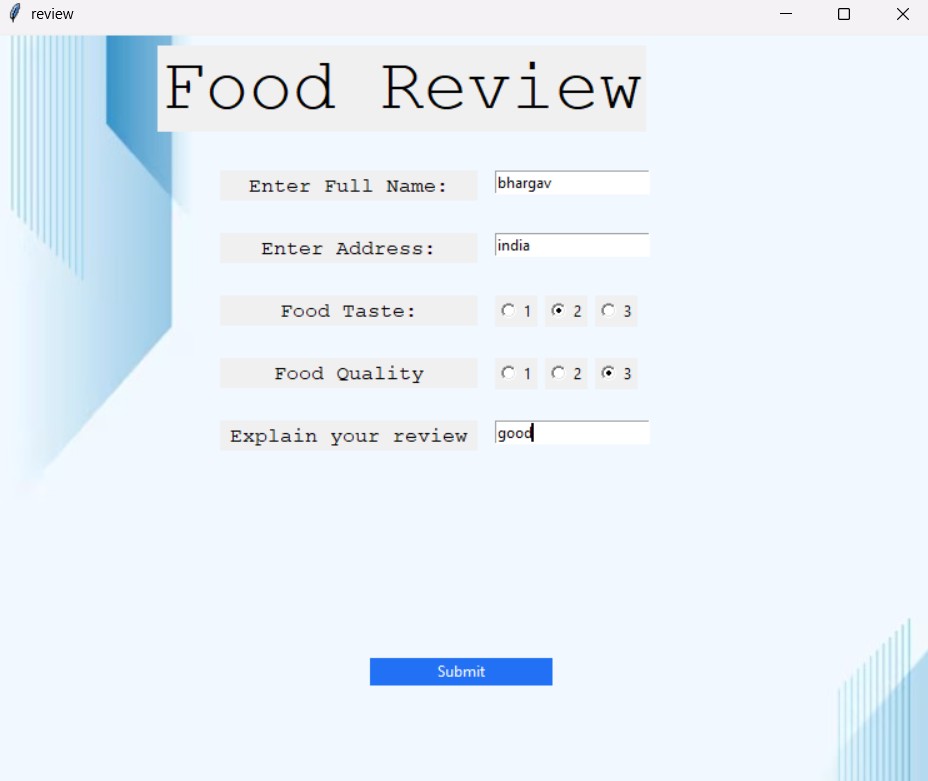 review
Food Review
Enter Full Name: bhargav
Enter Address: india
Food Taste: 1 2 3
Food Quality 1 2 3
Explain your review good
Submit